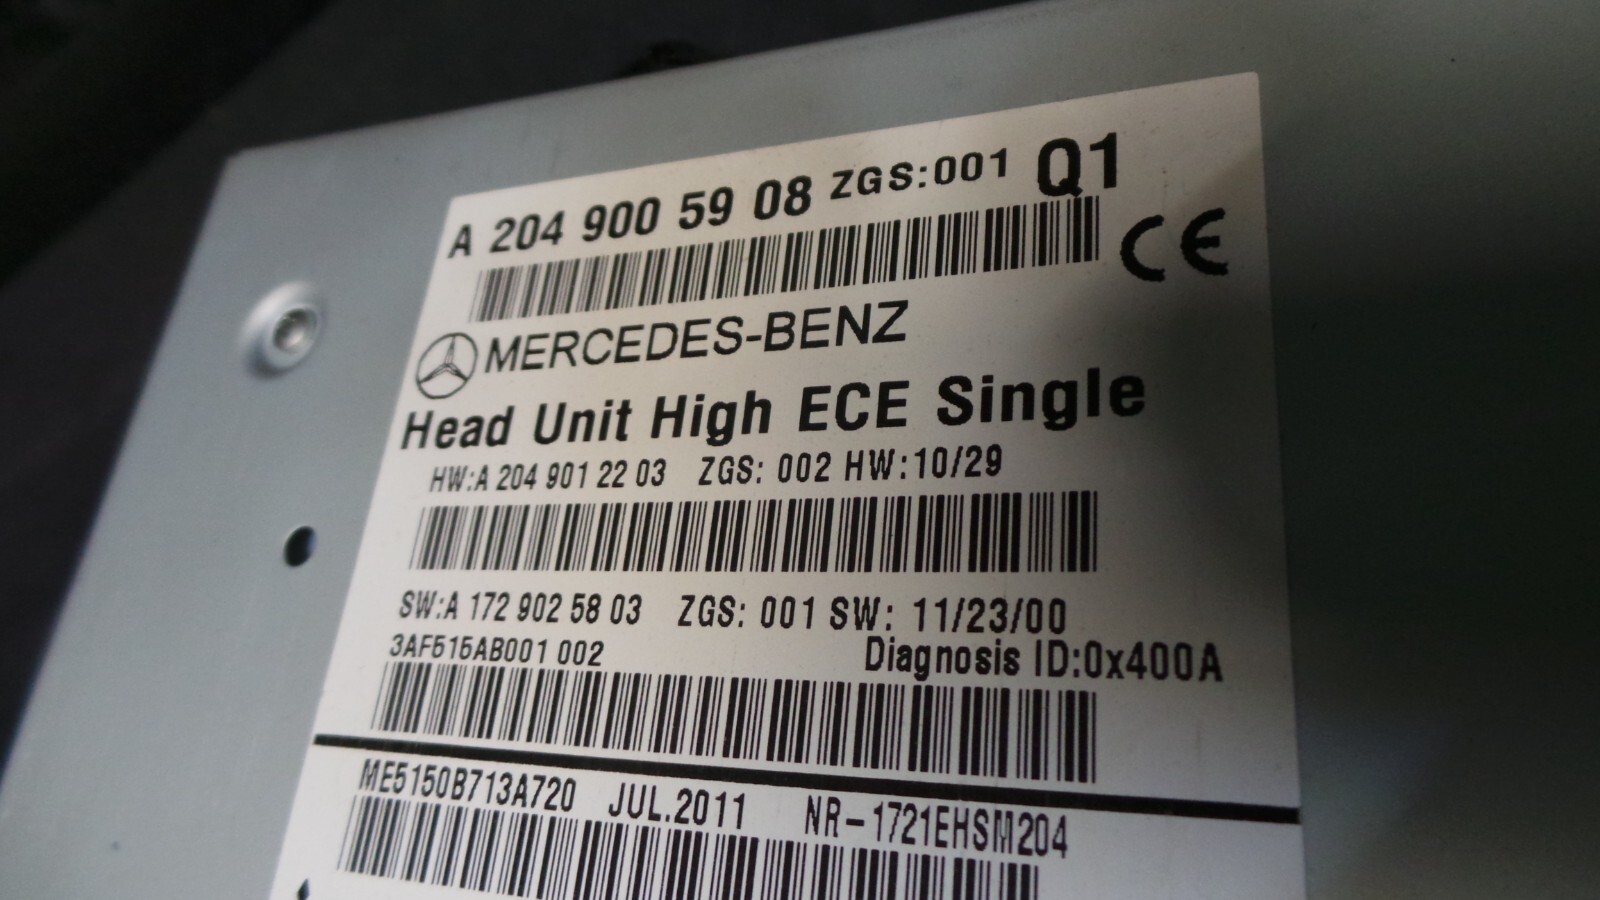 A 204 900 59 08 ZGS:001 Q1
CE
MERCEDES-BENZ
Head Unit High ECE Single
HW:A 204 901 22 03 ZGS: 002 HW:10/29
SW:A 172 902 58 03 ZGS: 001 SW: 11/23/00
3AF515AB001 002 Diagnosis ID:0x400A
ME5150B713A720 JUL.2011 NR-1721EHSM204